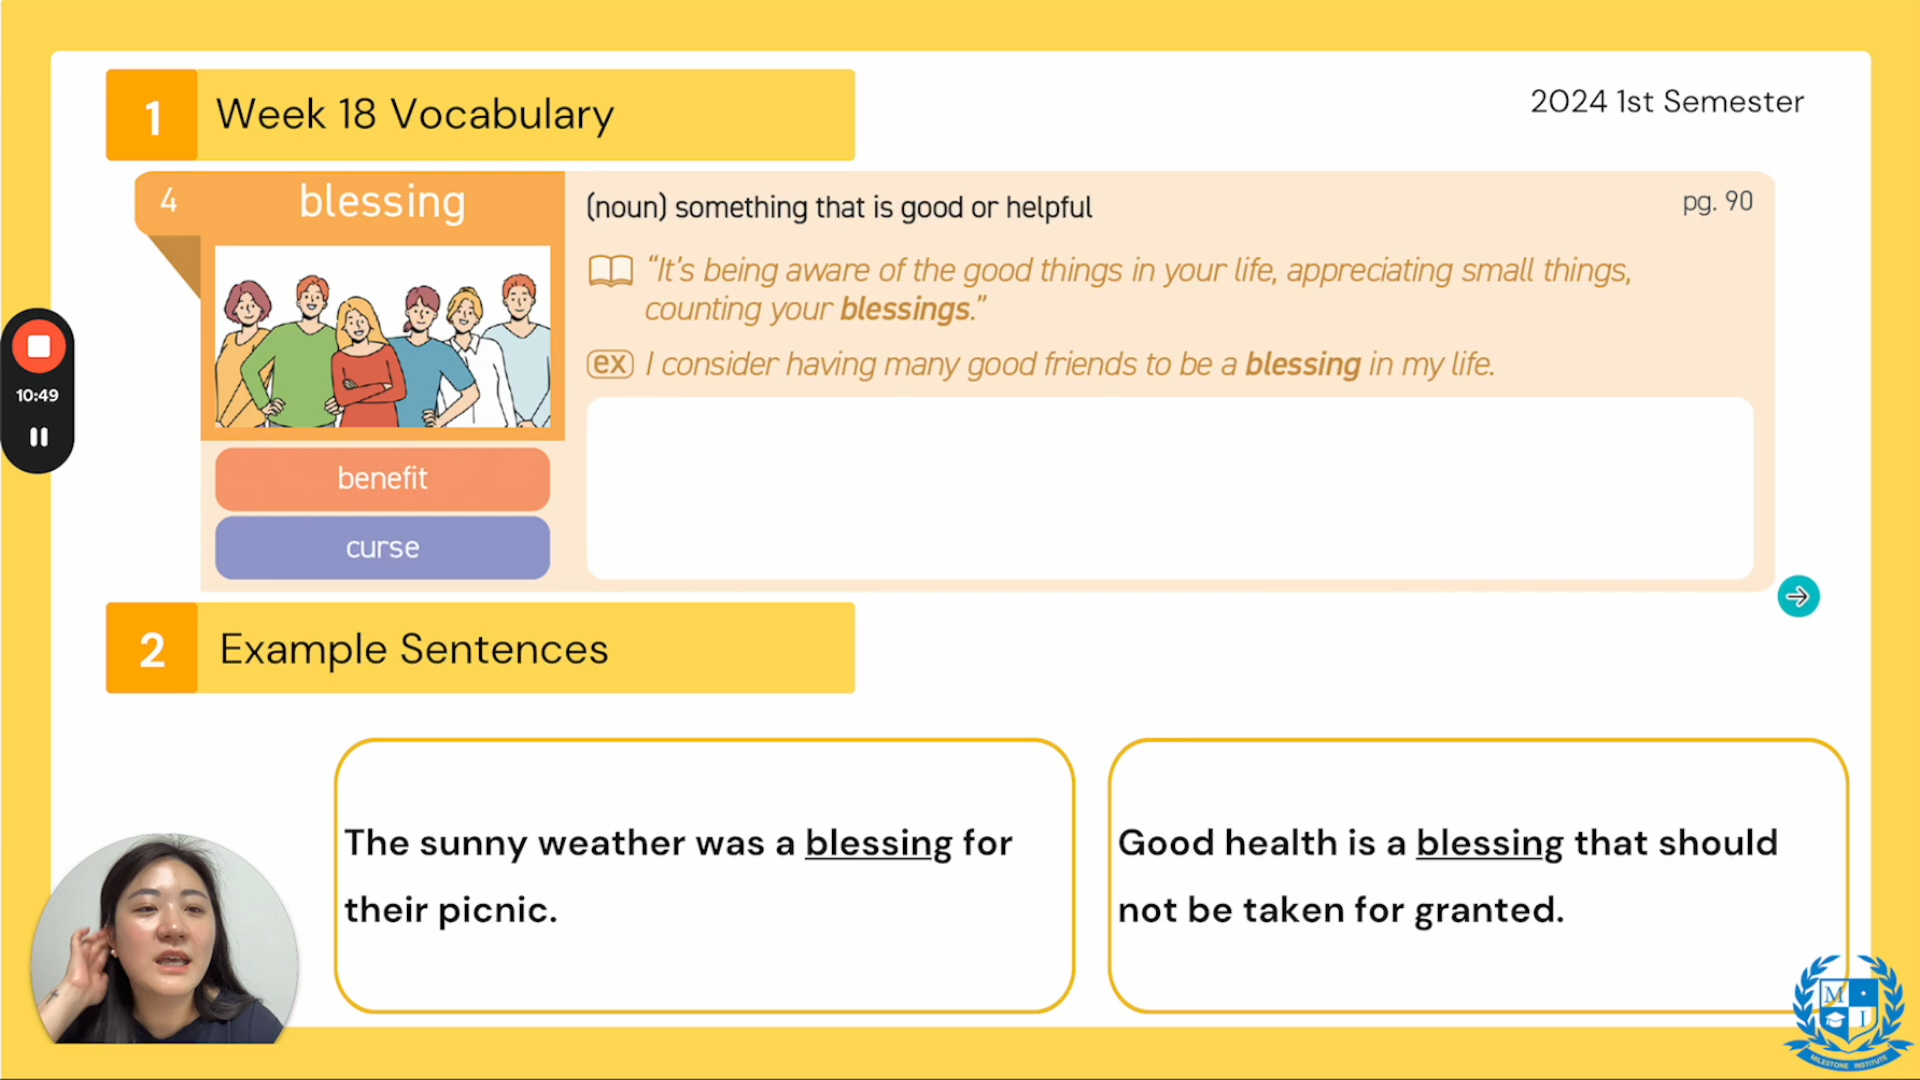 1 Week 18 Vocabulary
2024 1st Semester
4 blessing
(noun) something that is good or helpful
pg. 90
“It’s being aware of the good things in your life, appreciating small things,
counting your blessings.”
ex I consider having many good friends to be a blessing in my life.
10:49
benefit
curse
2 Example Sentences
The sunny weather was a blessing for
their picnic.
Good health is a blessing that should
not be taken for granted.
M
I
MILESTONE INSTITUTE